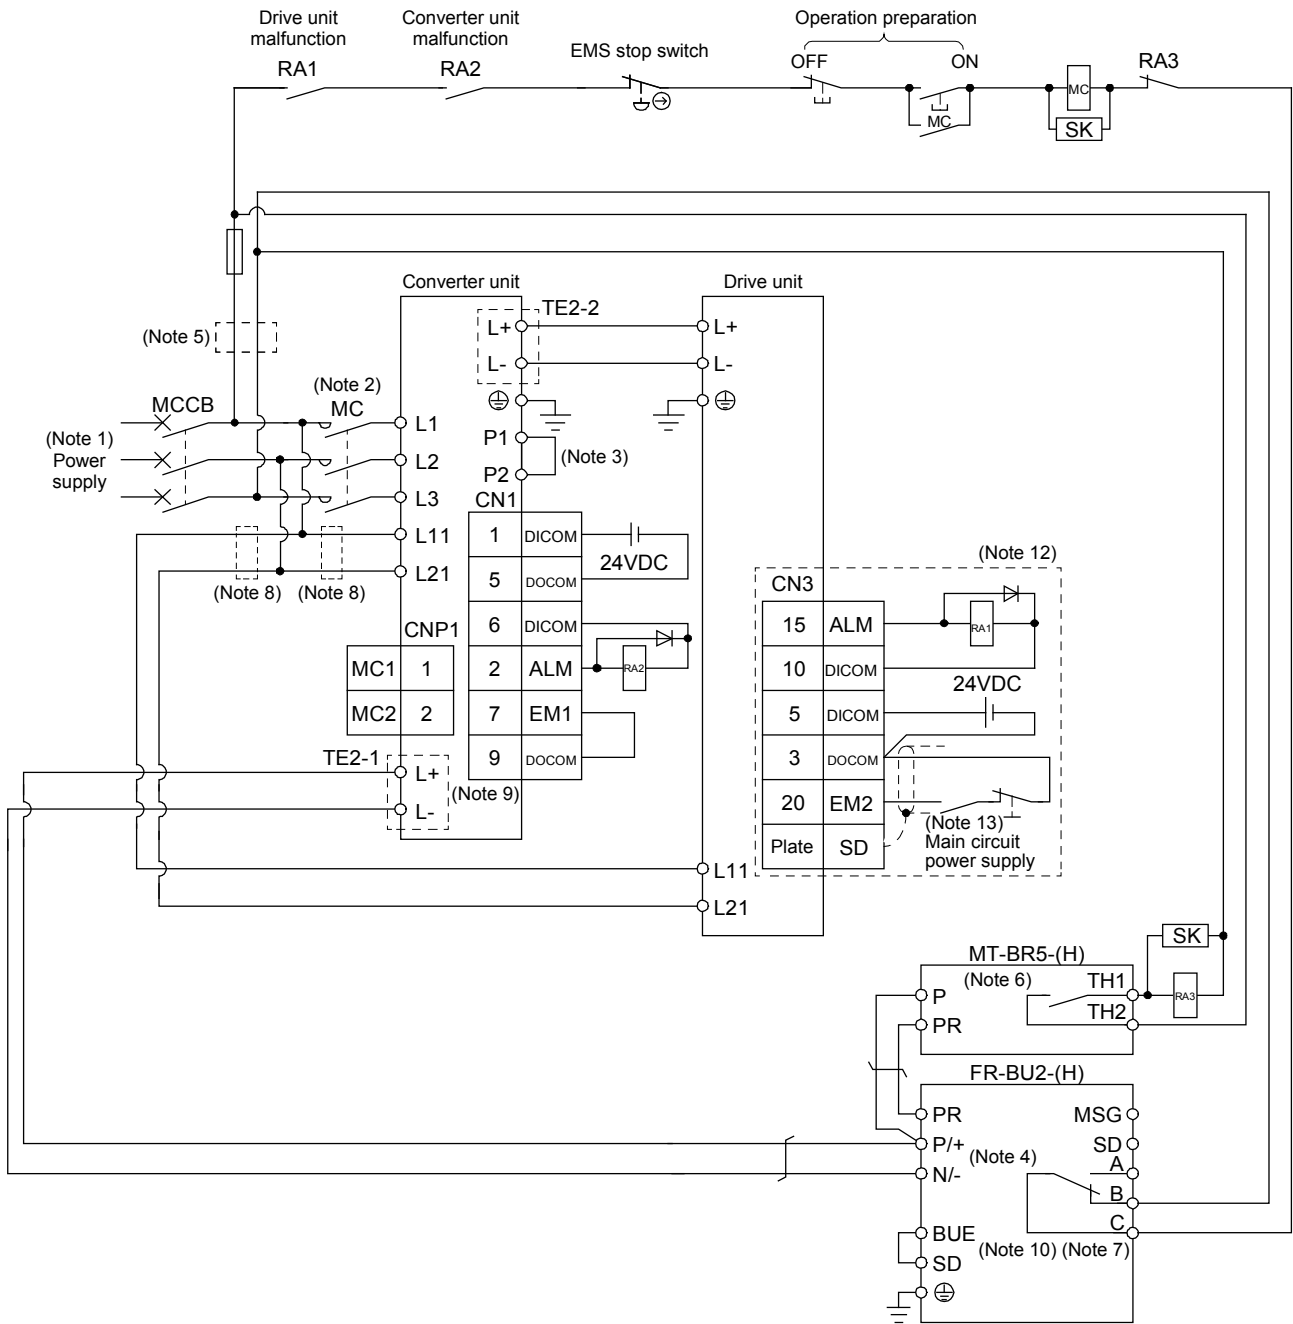 Drive unit
malfunction
RA1
Converter unit
malfunction
RA2
EMS stop switch
Operation preparation
OFF
ON
MC
MC
SK
RA3
Converter unit
Drive unit
(Note 5)
MCCB
(Note 1)
Power
supply
(Note 2)
MC
L1
L2
L3
L11
L21
(Note 8)
(Note 8)
L+
L-
TE2-2
P1
P2
(Note 3)
CN1
1 DICOM
5 DOCOM
24VDC
6 DICOM
2 ALM
RA2
7 EM1
9 DOCOM
CNP1
MC1 1
MC2 2
TE2-1
L+
L-
(Note 9)
L+
L-
L11
L21
(Note 12)
CN3
15 ALM
RA1
10 DICOM
24VDC
5 DICOM
3 DOCOM
20 EM2
Plate SD
(Note 13)
Main circuit
power supply
SK
MT-BR5-(H)
(Note 6)
P
PR
TH1
TH2
RA3
FR-BU2-(H)
PR
P/+
N/-
(Note 4)
MSG
SD
A
B
C
BUE
SD
(Note 10) (Note 7)